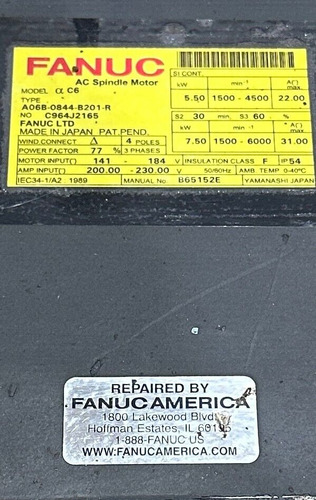 FANUC
AC Spindle Motor
MODEL α C6
TYPE
A06B-0844-B201-R
NO C964J2165
FANUC LTD
MADE IN JAPAN PAT.PEND.
WIND.CONNECT Δ 4 POLES
POWER FACTOR 77 % 3 PHASES
MOTOR INPUT(~) 141 - 184 V
AMP.INPUT(~) 200.00 - 230.00 V
IEC34-1/A2 1989
S1 CONT.
kW min⁻¹ A(~) max.
5.50 1500 - 4500 22.00
S2 30 min, S3 60 %
kW min⁻¹ A(~) max.
7.50 1500 - 6000 31.00
INSULATION CLASS F IP54
50/60Hz AMB. TEMP 0-40°C
MANUAL No. B65152E YAMANASHI JAPAN
REPAIRED BY
FANUC AMERICA
1800 Lakewood Blvd.
Hoffman Estates, IL 60195
1-888-FANUC US
WWW.FANUCAMERICA.COM